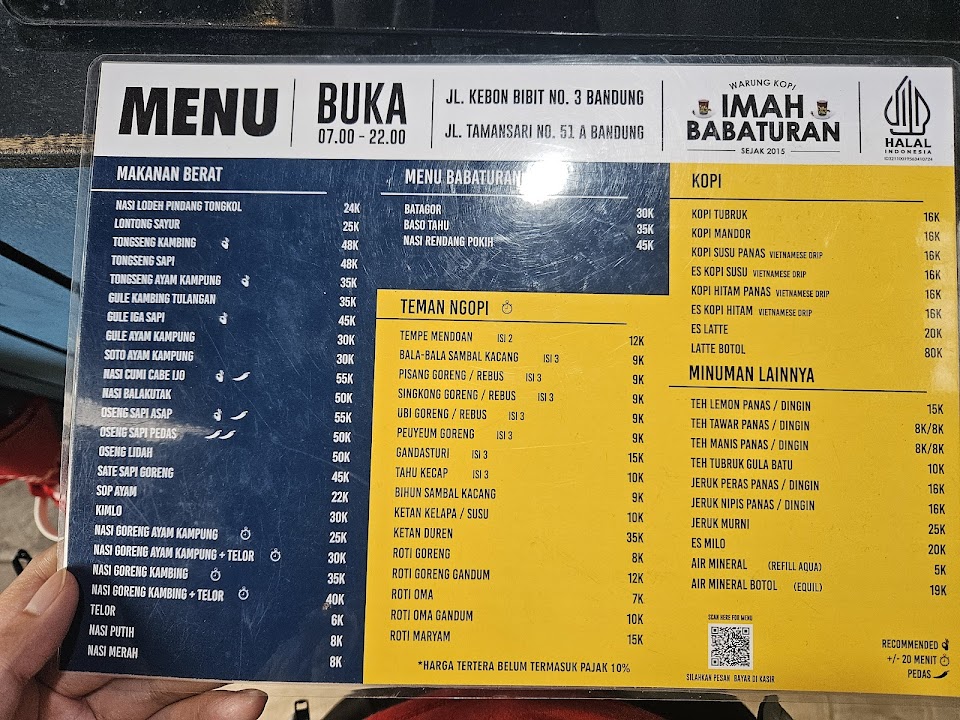 MENU
BUKA
07.00 - 22.00
JL. KEBON BIBIT NO. 3 BANDUNG
JL. TAMANSARI NO. 51 A BANDUNG
WARUNG KOPI
IMAH
BABATURAN
SEJAK 2015
HALAL
INDONESIA
MAKANAN BERAT
NASI LODEH PINDANG TONGKOL 24K
LONTONG SAYUR 25K
TONGSENG KAMBING 48K
TONGSENG SAPI 48K
TONGSENG AYAM KAMPUNG 35K
GULE KAMBING TULANGAN 35K
GULE IGA SAPI 45K
GULE AYAM KAMPUNG 30K
SOTO AYAM KAMPUNG 30K
NASI CUMI CABE IJO 55K
NASI BALAKUTAK 50K
OSENG SAPI ASAP 55K
OSENG SAPI PEDAS 50K
OSENG LIDAH 50K
SATE SAPI GORENG 45K
SOP AYAM 22K
KIMLO 30K
NASI GORENG AYAM KAMPUNG 25K
NASI GORENG AYAM KAMPUNG + TELOR 30K
NASI GORENG KAMBING 35K
NASI GORENG KAMBING + TELOR 40K
TELOR 6K
NASI PUTIH 8K
NASI MERAH 8K
MENU BABATURAN
BATAGOR 30K
BASO TAHU 35K
NASI RENDANG POKIH 45K
TEMAN NGOPI
TEMPE MENDOAN ISI 2 12K
BALA-BALA SAMBAL KACANG ISI 3 9K
PISANG GORENG / REBUS ISI 3 9K
SINGKONG GORENG / REBUS ISI 3 9K
UBI GORENG / REBUS ISI 3 9K
PEUYEUM GORENG ISI 3 9K
GANDASTURI ISI 3 15K
TAHU KECAP ISI 3 10K
BIHUN SAMBAL KACANG 9K
KETAN KELAPA / SUSU 10K
KETAN DUREN 35K
ROTI GORENG 8K
ROTI GORENG GANDUM 12K
ROTI OMA 7K
ROTI OMA GANDUM 10K
ROTI MARYAM 15K
*HARGA TERTERA BELUM TERMASUK PAJAK 10%
KOPI
KOPI TUBRUK 16K
KOPI MANDOR 16K
KOPI SUSU PANAS VIETNAMESE DRIP 16K
ES KOPI SUSU VIETNAMESE DRIP 16K
KOPI HITAM PANAS VIETNAMESE DRIP 16K
ES KOPI HITAM VIETNAMESE DRIP 16K
ES LATTE 20K
LATTE BOTOL 80K
MINUMAN LAINNYA
TEH LEMON PANAS / DINGIN 15K
TEH TAWAR PANAS / DINGIN 8K/8K
TEH MANIS PANAS / DINGIN 8K/8K
TEH TUBRUK GULA BATU 10K
JERUK PERAS PANAS / DINGIN 16K
JERUK NIPIS PANAS / DINGIN 16K
JERUK MURNI 25K
ES MILO 20K
AIR MINERAL (REFILL AQUA) 5K
AIR MINERAL BOTOL (EQUIL) 19K
SCAN HERE FOR MENU
SILAHKAN PESAN BAYAR DI KASIR
RECOMMENDED
+/- 20 MENIT
PEDAS